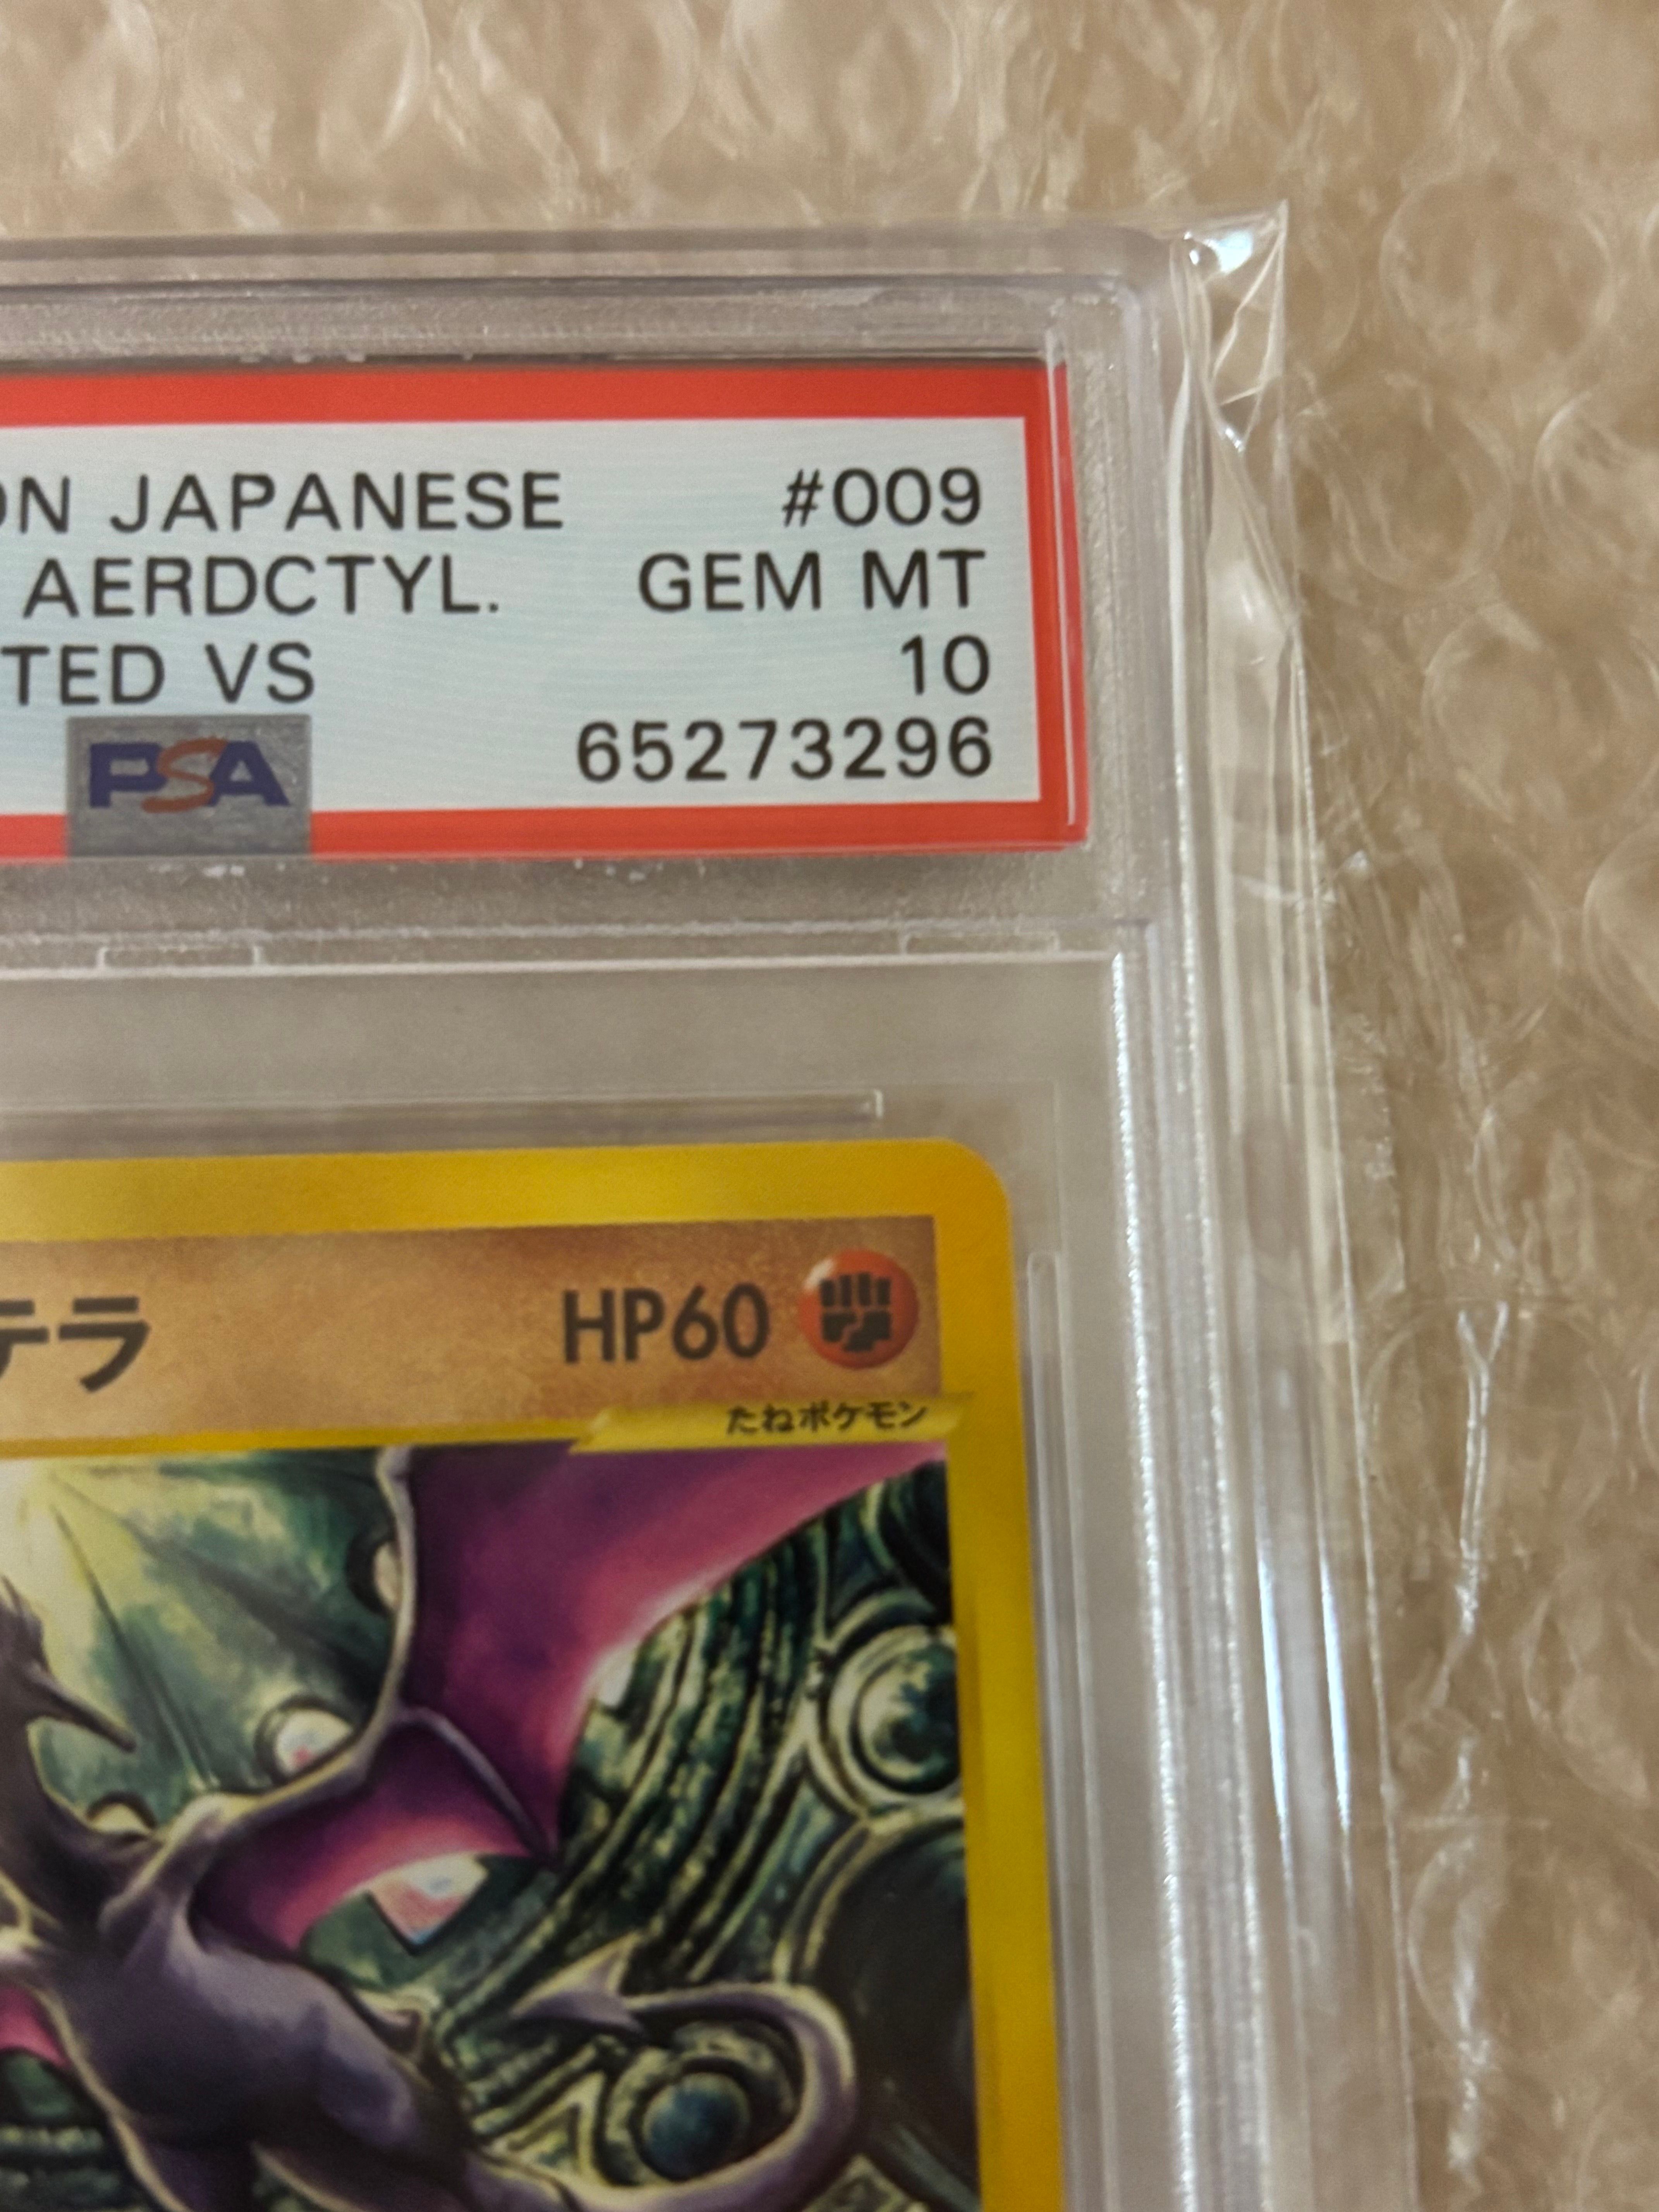 ON JAPANESE #009
AERDCTYL. GEM MT
TED VS 10
PSA 65273296
テラ HP60
たねポケモン